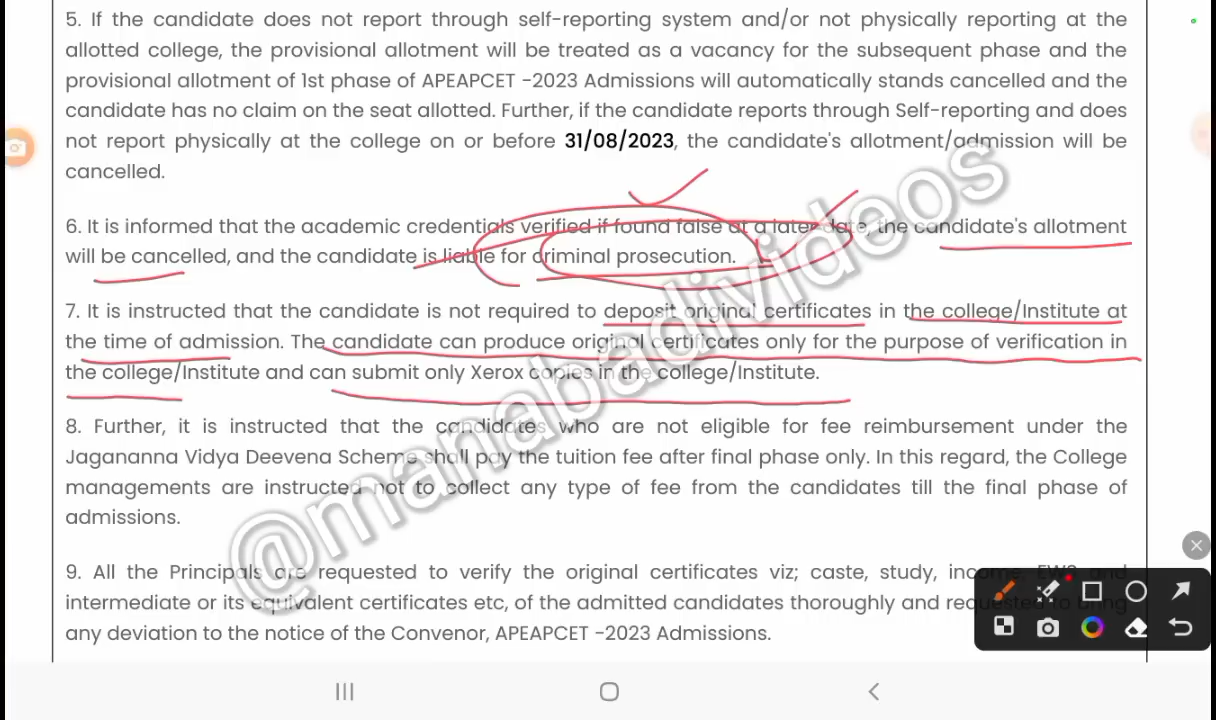 5. If the candidate does not report through self-reporting system and/or not physically reporting at the
allotted college, the provisional allotment will be treated as a vacancy for the subsequent phase and the
provisional allotment of 1st phase of APEAPCET -2023 Admissions will automatically stands cancelled and the
candidate has no claim on the seat allotted. Further, if the candidate reports through Self-reporting and does
not report physically at the college on or before 31/08/2023, the candidate's allotment/admission will be
cancelled.
6. It is informed that the academic credentials verified if found false at a later date, the candidate's allotment
will be cancelled, and the candidate is liable for criminal prosecution.
7. It is instructed that the candidate is not required to deposit original certificates in the college/Institute at
the time of admission. The candidate can produce original certificates only for the purpose of verification in
the college/Institute and can submit only Xerox copies in the college/Institute.
8. Further, it is instructed that the candidates who are not eligible for fee reimbursement under the
Jagananna Vidya Deevena Scheme shall pay the tuition fee after final phase only. In this regard, the College
managements are instructed not to collect any type of fee from the candidates till the final phase of
admissions.
9. All the Principals are requested to verify the original certificates viz; caste, study, income, EWS and
intermediate or its equivalent certificates etc, of the admitted candidates thoroughly and requested to bring
any deviation to the notice of the Convenor, APEAPCET -2023 Admissions.
@manabadivideos